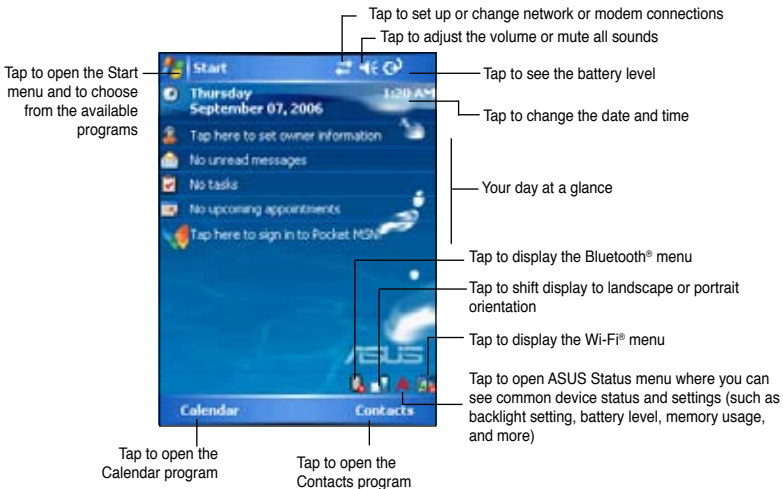 Tap to set up or change network or modem connections
Tap to adjust the volume or mute all sounds
Tap to open the Start
menu and to choose
from the available
programs
Start
Tap to see the battery level
Thursday
September 07, 2006
1:20 AM
Tap to change the date and time
Tap here to set owner information
No unread messages
No tasks
No upcoming appointments
Tap here to sign in to Pocket MSN!
Your day at a glance
Tap to display the Bluetooth® menu
Tap to shift display to landscape or portrait
orientation
Tap to display the Wi-Fi® menu
ASUS
Tap to open ASUS Status menu where you can
see common device status and settings (such as
backlight setting, battery level, memory usage,
and more)
Calendar
Contacts
Tap to open the
Calendar program
Tap to open the
Contacts program